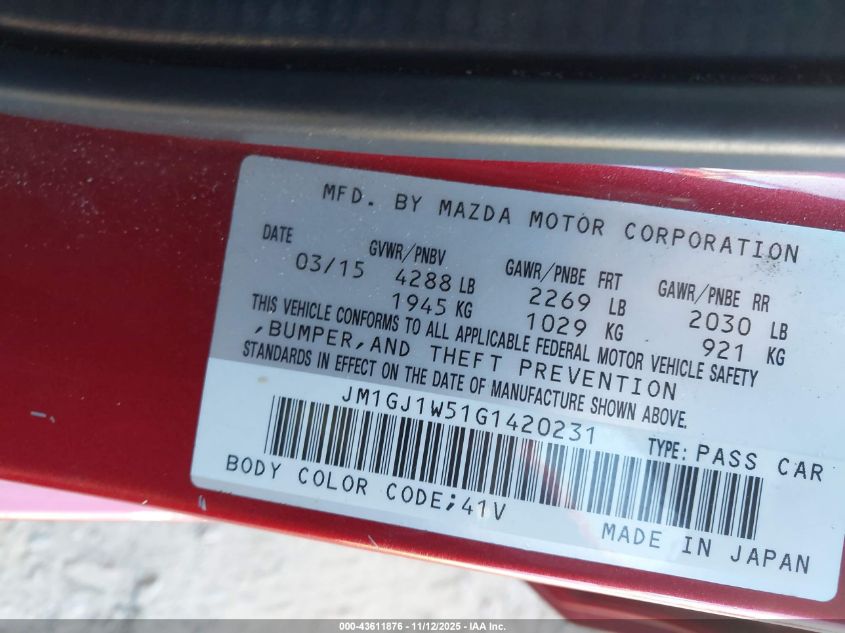 MFD. BY MAZDA MOTOR CORPORATION
DATE GVWR/PNBV GAWR/PNBE FRT GAWR/PNBE RR
03/15 4288 LB 2269 LB 2030 LB
1945 KG 1029 KG 921 KG
THIS VEHICLE CONFORMS TO ALL APPLICABLE FEDERAL MOTOR VEHICLE SAFETY
,BUMPER,AND THEFT PREVENTION
STANDARDS IN EFFECT ON THE DATE OF MANUFACTURE SHOWN ABOVE.
JM1GJ1W51G1420231 TYPE: PASS CAR
BODY COLOR CODE;41V
MADE IN JAPAN
000-43611876 - 11/12/2025 - IAA Inc.